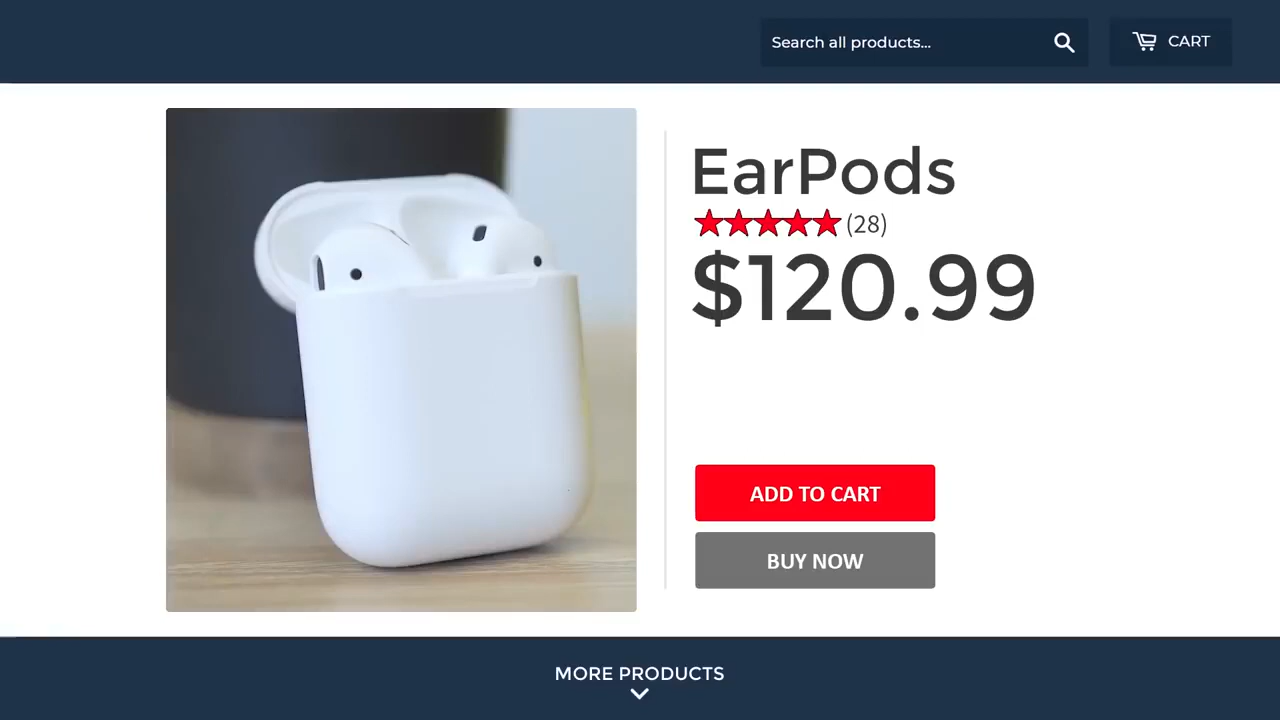 Search all products...
CART
EarPods
(28)
$120.99
ADD TO CART
BUY NOW
MORE PRODUCTS